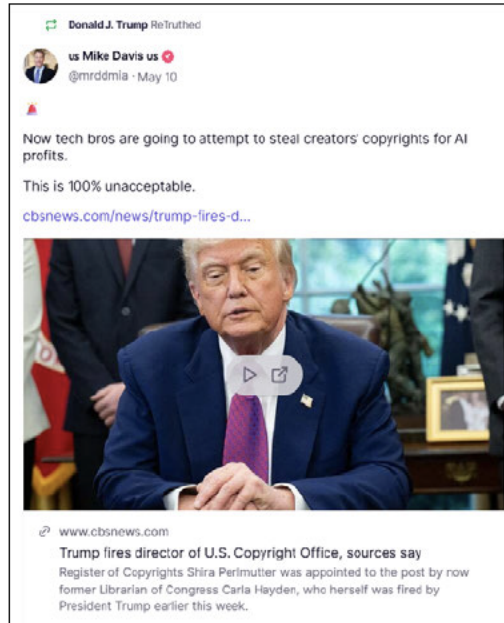 Donald J. Trump ReTruthed
us Mike Davis us
@mrddmia · May 10
Now tech bros are going to attempt to steal creators' copyrights for AI
profits.
This is 100% unacceptable.
cbsnews.com/news/trump-fires-d...
www.cbsnews.com
Trump fires director of U.S. Copyright Office, sources say
Register of Copyrights Shira Perlmutter was appointed to the post by now
former Librarian of Congress Carla Hayden, who herself was fired by
President Trump earlier this week.